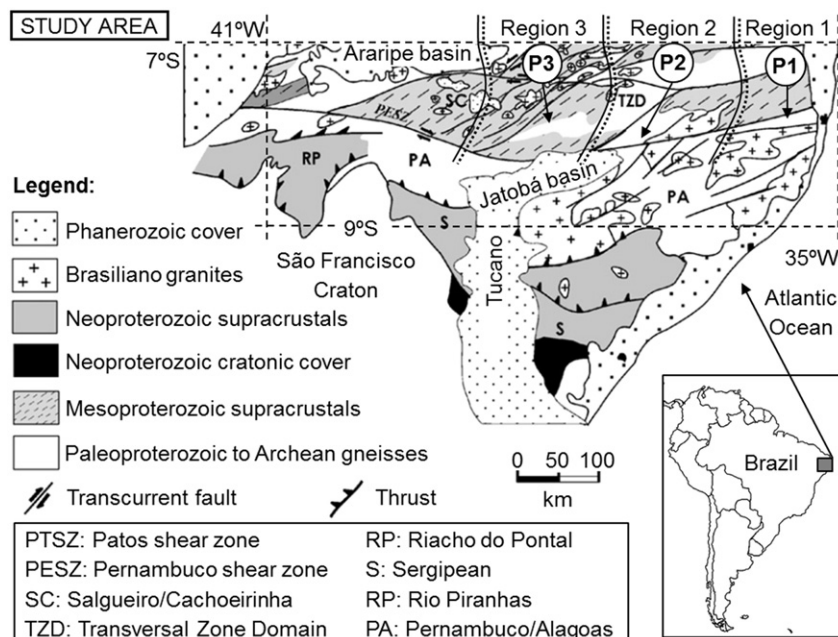 STUDY AREA
41ºW
Region 3
Region 2
Region 1
7ºS
Araripe basin
P3
P2
P1
SC
TZD
PESZ
RP
PA
Legend:
Jatobá basin
PA
Phanerozoic cover
S
9ºS
35ºW
Brasiliano granites
São Francisco
Craton
Tucano
Atlantic
Ocean
Neoproterozoic supracrustals
S
Neoproterozoic cratonic cover
Mesoproterozoic supracrustals
Paleoproterozoic to Archean gneisses
0 50 100
km
Brazil
Transcurrent fault
Thrust
PTSZ: Patos shear zone
RP: Riacho do Pontal
PESZ: Pernambuco shear zone
S: Sergipean
SC: Salgueiro/Cachoeirinha
RP: Rio Piranhas
TZD: Transversal Zone Domain
PA: Pernambuco/Alagoas